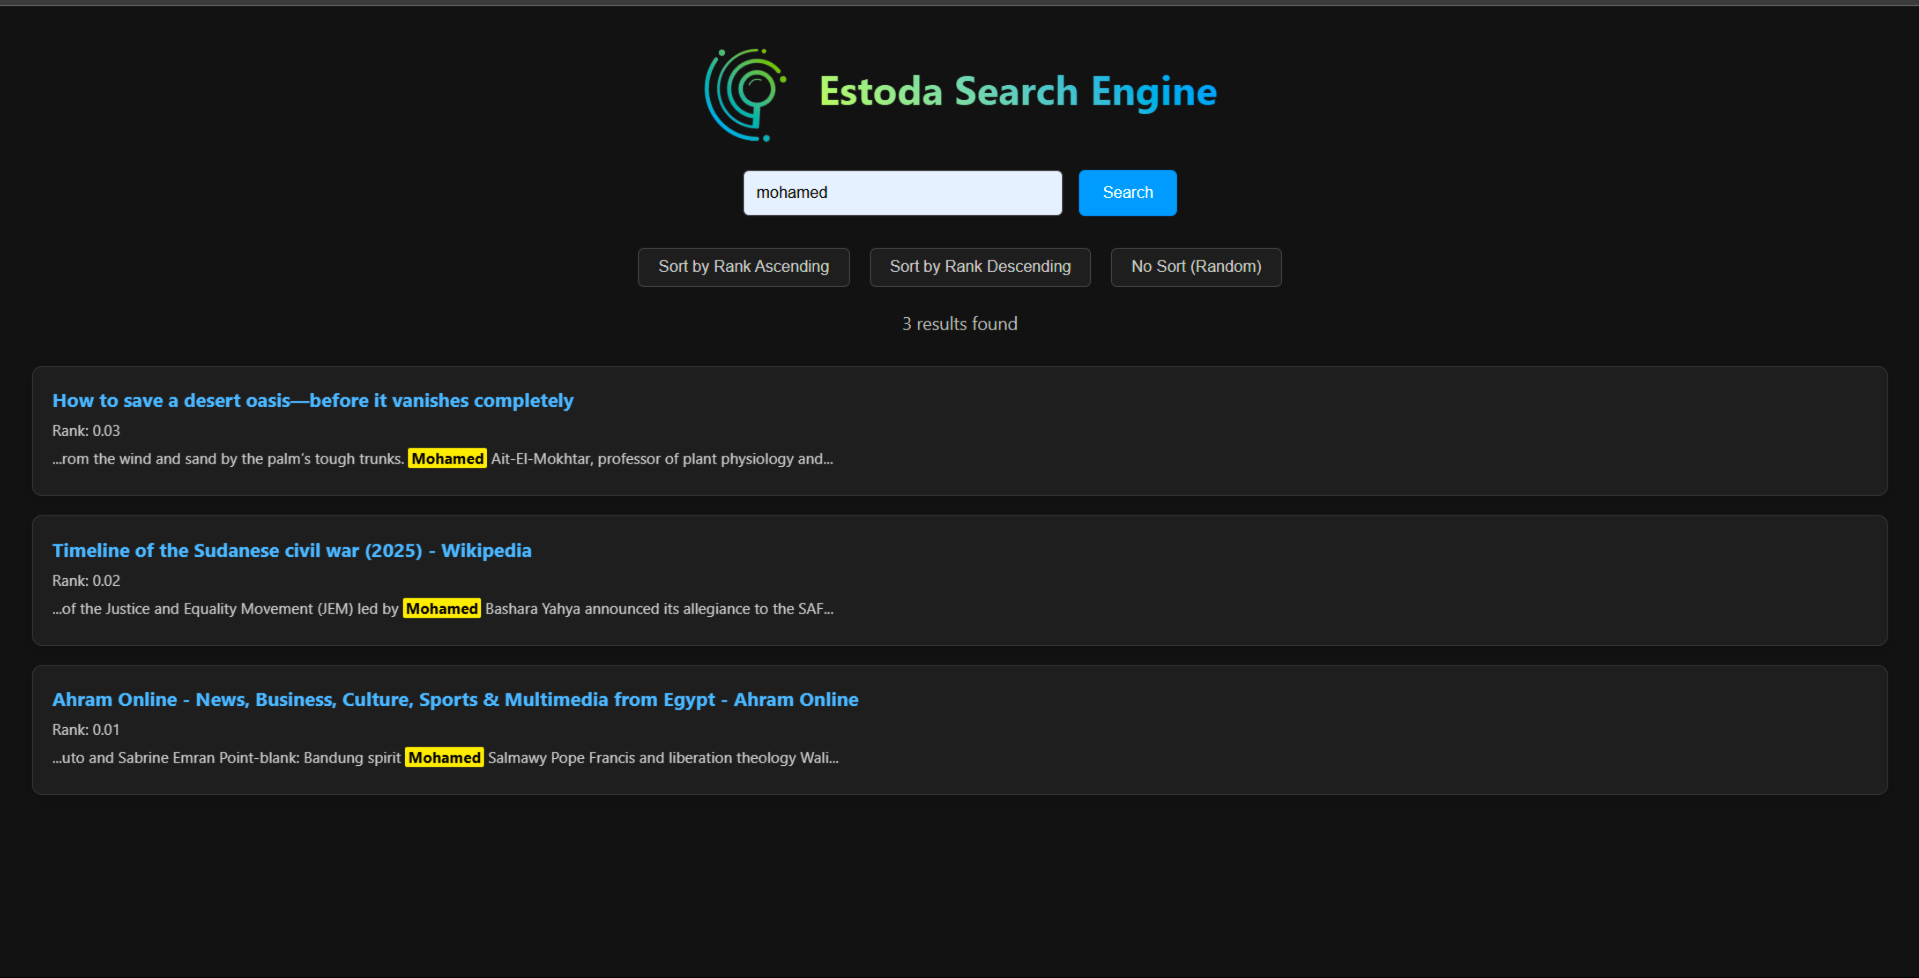 Estoda Search Engine
mohamed
Search
Sort by Rank Ascending
Sort by Rank Descending
No Sort (Random)
3 results found
How to save a desert oasis—before it vanishes completely
Rank: 0.03
...rom the wind and sand by the palm’s tough trunks. Mohamed Ait-El-Mokhtar, professor of plant physiology and...
Timeline of the Sudanese civil war (2025) - Wikipedia
Rank: 0.02
...of the Justice and Equality Movement (JEM) led by Mohamed Bashara Yahya announced its allegiance to the SAF...
Ahram Online - News, Business, Culture, Sports & Multimedia from Egypt - Ahram Online
Rank: 0.01
...uto and Sabrine Emran Point-blank: Bandung spirit Mohamed Salmawy Pope Francis and liberation theology Wali...